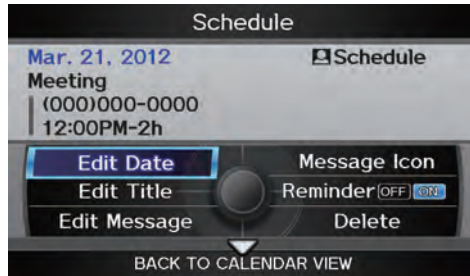 Schedule
Mar. 21, 2012 Schedule
Meeting
(000)000-0000
12:00PM-2h
Edit Date Message Icon
Edit Title Reminder OFF ON
Edit Message Delete
BACK TO CALENDAR VIEW